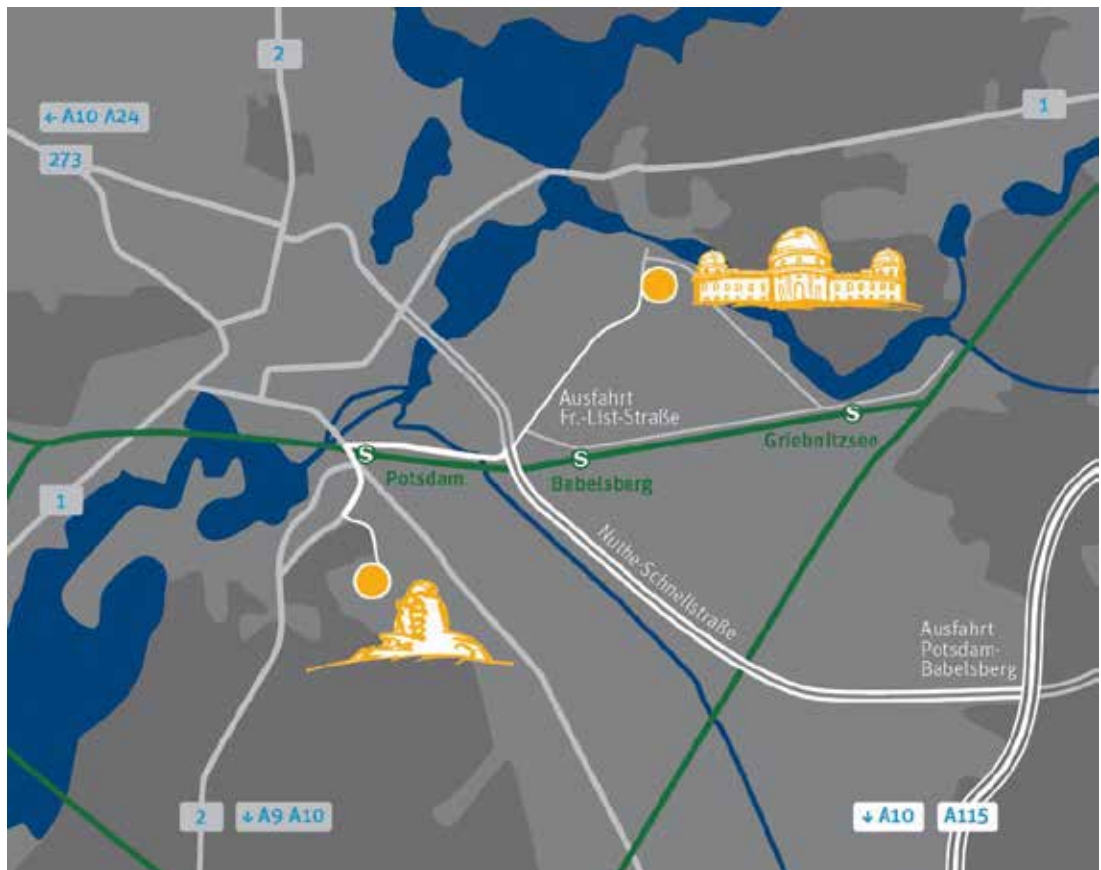 2
← A10 A24
1
273
Ausfahrt
Fr.-List-Straße
S
Griebnitzsee
S
Potsdam
S
Babelsberg
1
Nuthe-Schnellstraße
Ausfahrt
Potsdam-
Babelsberg
2
↓ A9 A10
↓ A10
A115